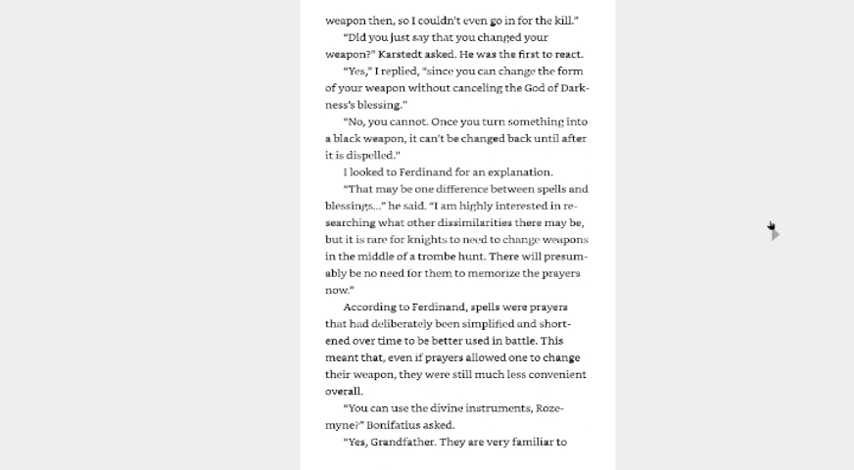 weapon then, so I couldn't even go in for the kill."
"Did you just say that you changed your
weapon?" Karstedt asked. He was the first to react.
"Yes," I replied, "since you can change the form
of your weapon without canceling the God of Dark-
ness's blessing."
"No, you cannot. Once you turn something into
a black weapon, it can't be changed back until after
it is dispelled."
I looked to Ferdinand for an explanation.
"That may be one difference between spells and
blessings..." he said. "I am highly interested in re-
searching what other dissimilarities there may be,
but it is rare for knights to need to change weapons
in the middle of a trombe hunt. There will presum-
ably be no need for them to memorize the prayers
now."
According to Ferdinand, spells were prayers
that had deliberately been simplified and short-
ened over time to be better used in battle. This
meant that, even if prayers allowed one to change
their weapon, they were still much less convenient
overall.
"You can use the divine instruments, Roze-
myne?" Bonifatius asked.
"Yes, Grandfather. They are very familiar to